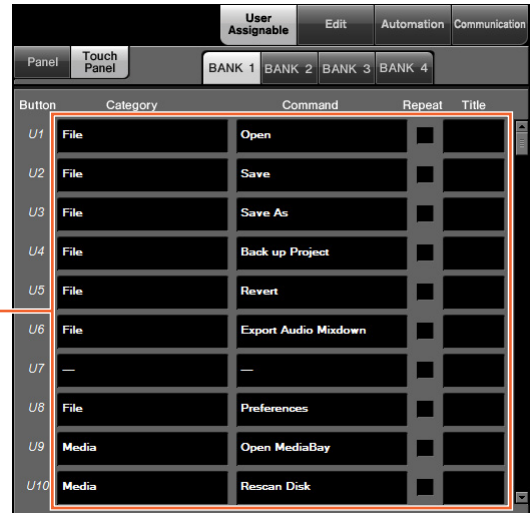 User Assignable Edit Automation Communication
Panel Touch Panel BANK 1 BANK 2 BANK 3 BANK 4
Button Category Command Repeat Title
U1 File Open
U2 File Save
U3 File Save As
U4 File Back up Project
U5 File Revert
U6 File Export Audio Mixdown
U7 — —
U8 File Preferences
U9 Media Open MediaBay
U10 Media Rescan Disk